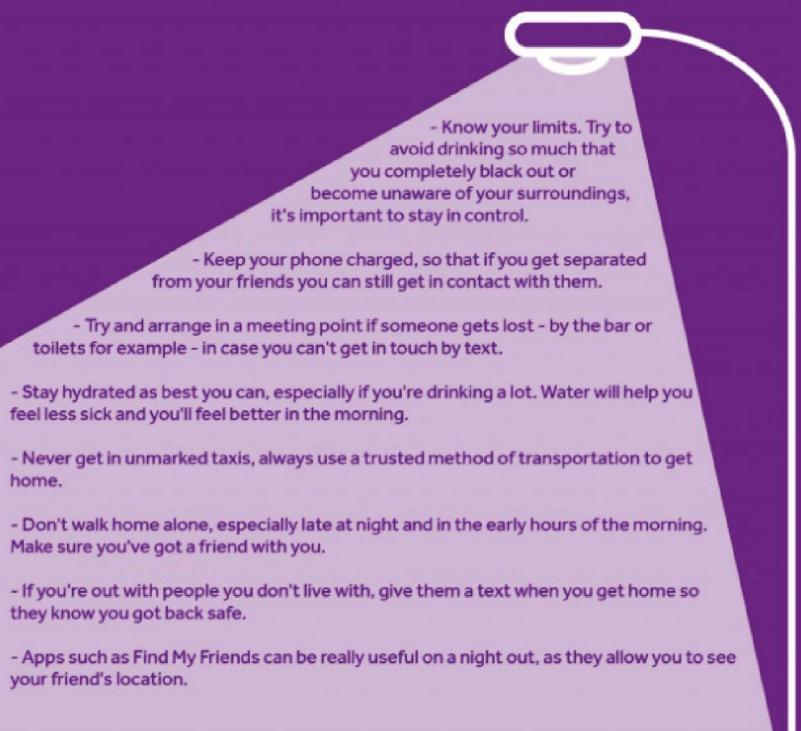 - Know your limits. Try to
avoid drinking so much that
you completely black out or
become unaware of your surroundings,
it's important to stay in control.
- Keep your phone charged, so that if you get separated
from your friends you can still get in contact with them.
- Try and arrange in a meeting point if someone gets lost - by the bar or
toilets for example - in case you can't get in touch by text.
- Stay hydrated as best you can, especially if you're drinking a lot. Water will help you
feel less sick and you'll feel better in the morning.
- Never get in unmarked taxis, always use a trusted method of transportation to get
home.
- Don't walk home alone, especially late at night and in the early hours of the morning.
Make sure you've got a friend with you.
- If you're out with people you don't live with, give them a text when you get home so
they know you got back safe.
- Apps such as Find My Friends can be really useful on a night out, as they allow you to see
your friend's location.